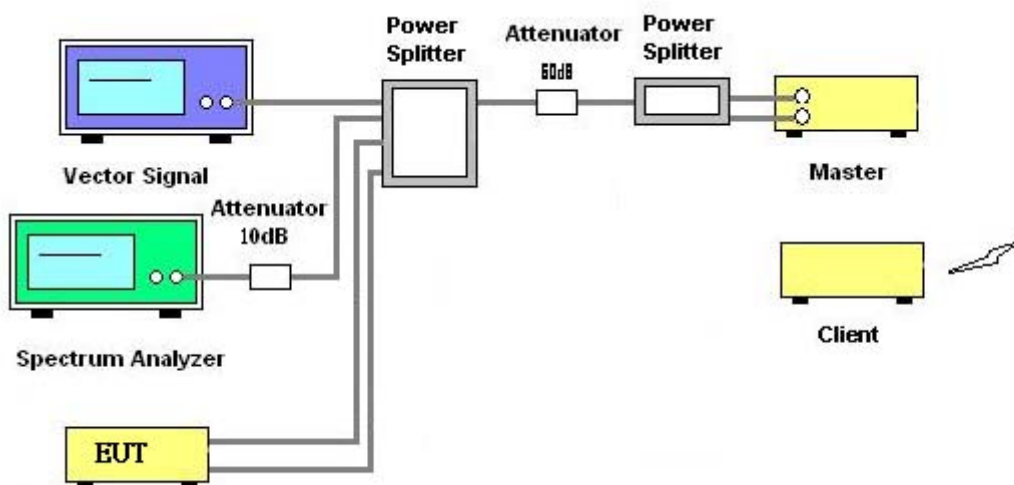 Power
Splitter
Attenuator
60dB
Power
Splitter
Vector Signal
Master
Attenuator
10dB
Spectrum Analyzer
Client
EUT